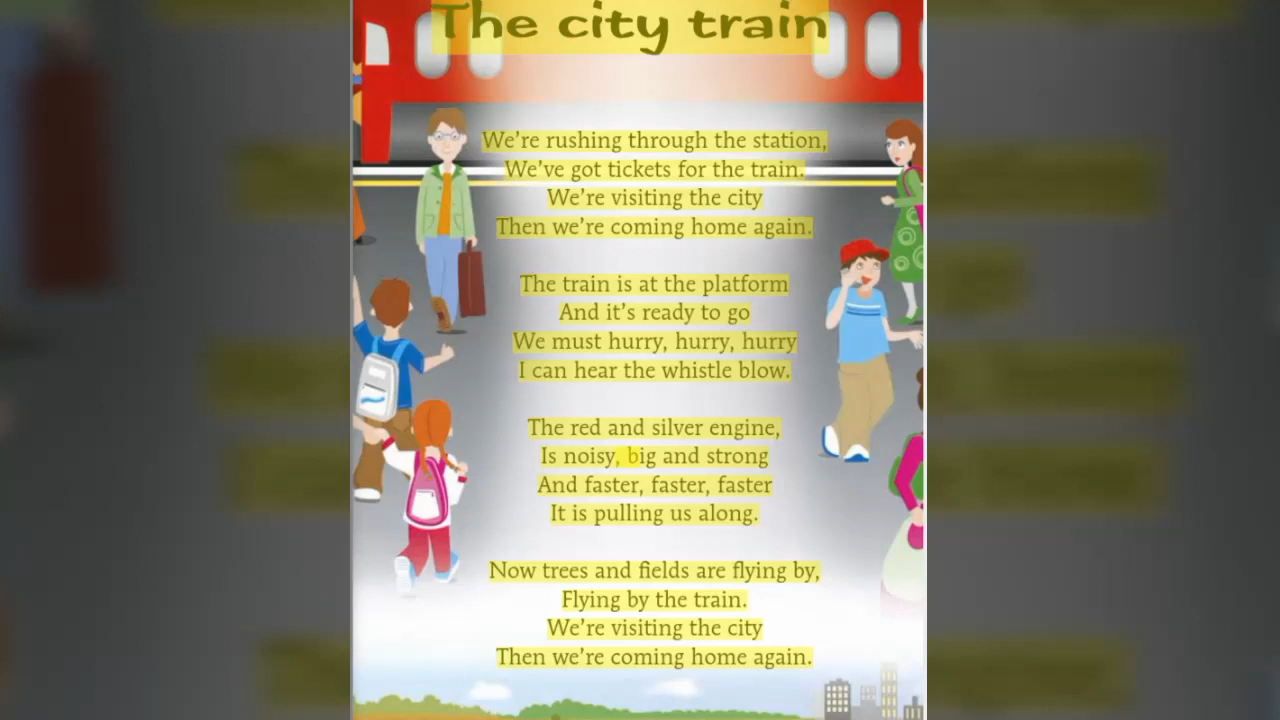 The city train
We're rushing through the station,
We've got tickets for the train.
We're visiting the city
Then we're coming home again.
The train is at the platform
And it's ready to go
We must hurry, hurry, hurry
I can hear the whistle blow.
The red and silver engine,
Is noisy, big and strong
And faster, faster, faster
It is pulling us along.
Now trees and fields are flying by,
Flying by the train.
We're visiting the city
Then we're coming home again.